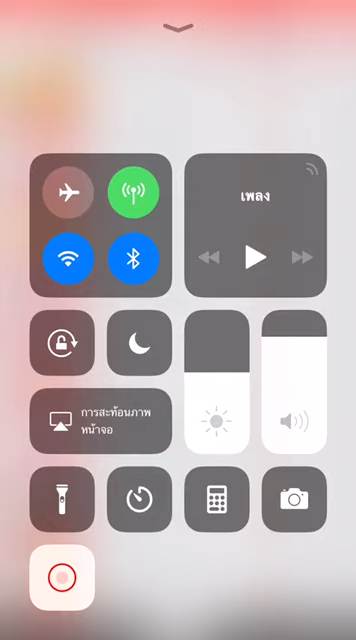 เพลง
การสะท้อนภาพ
หน้าจอ